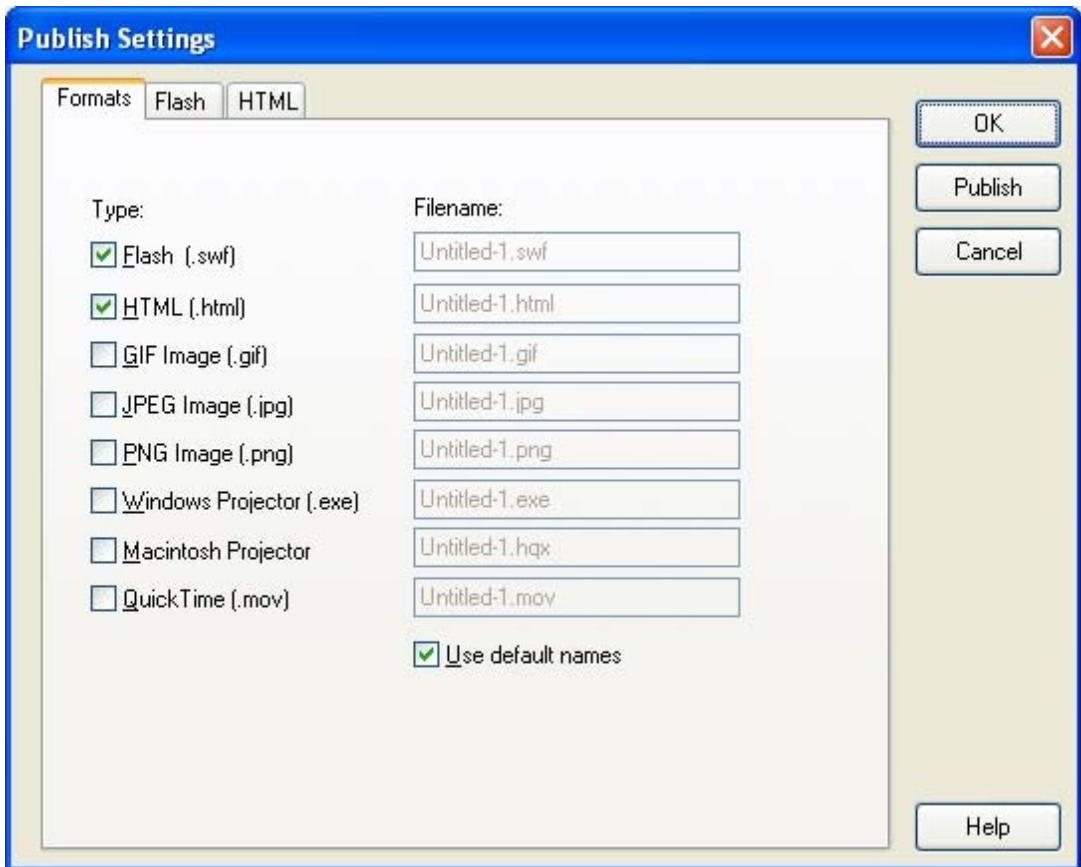 Publish Settings
Formats Flash HTML
OK
Publish
Cancel
Type: Filename:
Flash (.swf) Untitled-1.swf
HTML (.html) Untitled-1.html
GIF Image (.gif) Untitled-1.gif
JPEG Image (.jpg) Untitled-1.jpg
PNG Image (.png) Untitled-1.png
Windows Projector (.exe) Untitled-1.exe
Macintosh Projector Untitled-1.hqx
QuickTime (.mov) Untitled-1.mov
Use default names
Help